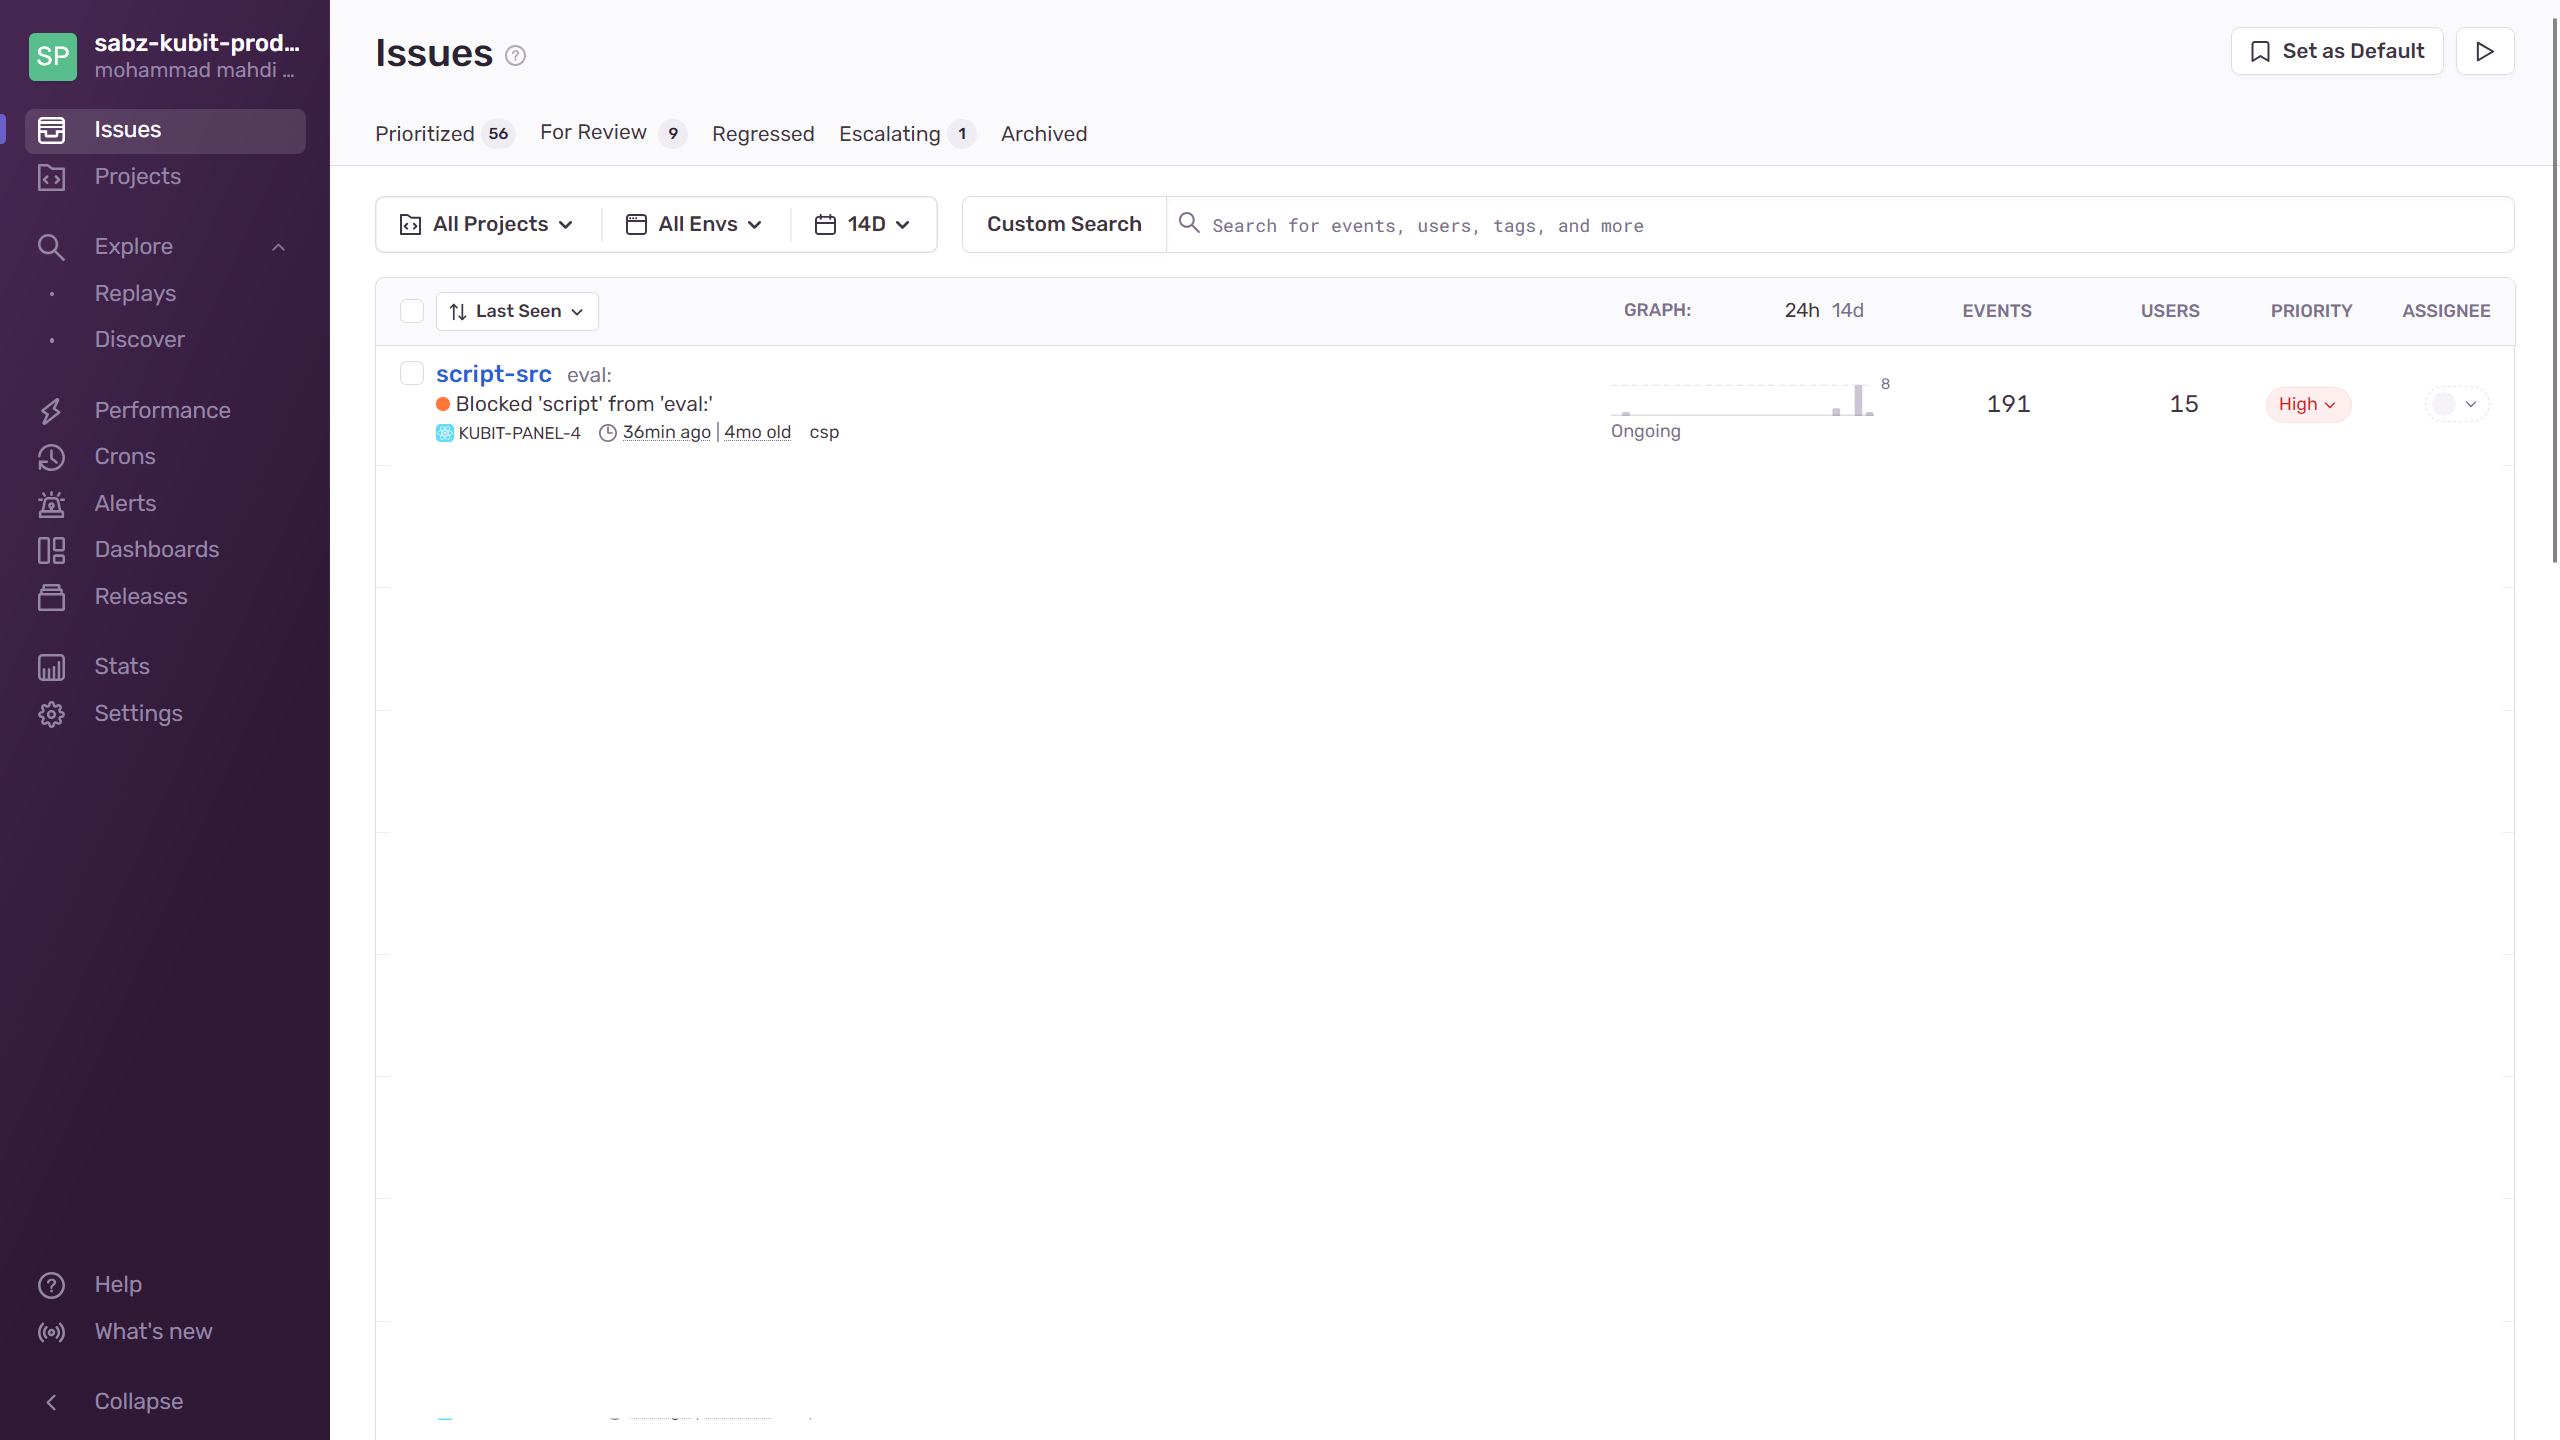 SP
sabz-kubit-prod...
mohammad mahdi ...
Issues
Projects
Explore
Replays
Discover
Performance
Crons
Alerts
Dashboards
Releases
Stats
Settings
Help
What's new
Collapse
Issues
Set as Default
Prioritized 56 For Review 9 Regressed Escalating 1 Archived
All Projects All Envs 14D Custom Search Search for events, users, tags, and more
Last Seen GRAPH: 24h 14d EVENTS USERS PRIORITY ASSIGNEE
script-src eval:
Blocked 'script' from 'eval:'
KUBIT-PANEL-4 36min ago | 4mo old csp
8
Ongoing
191
15
High